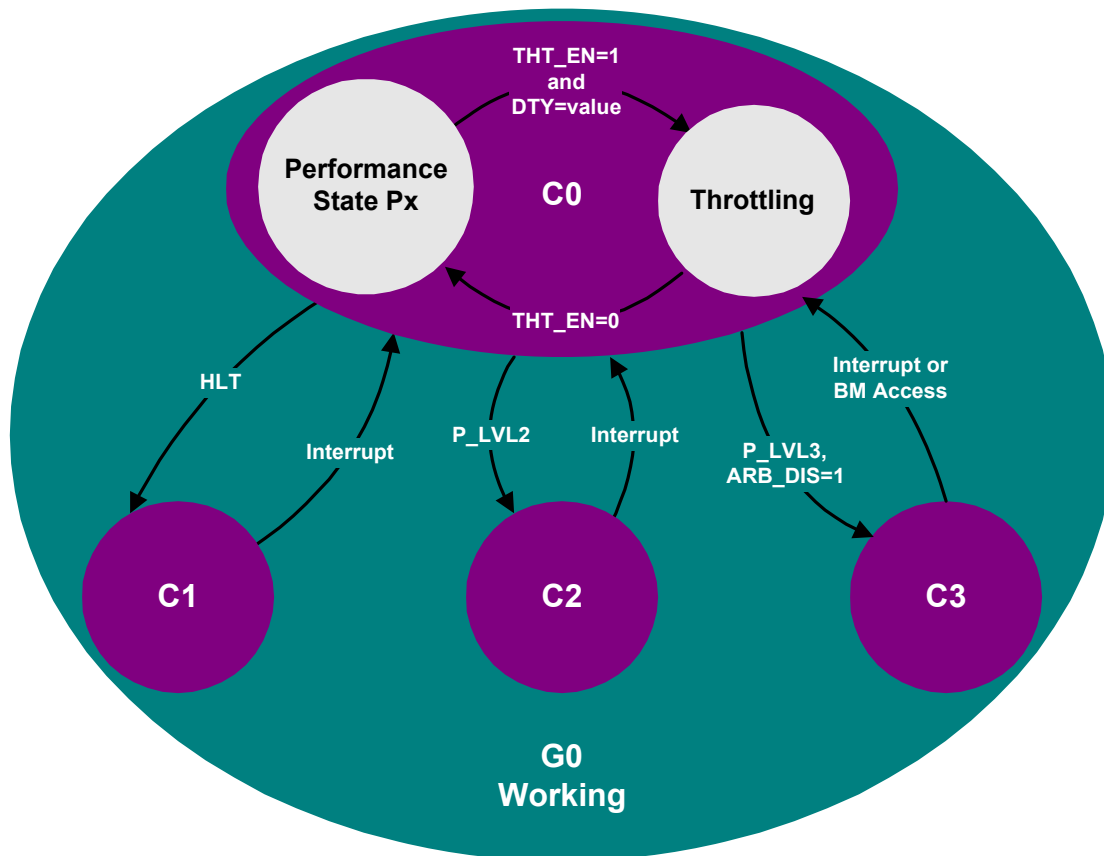 THT_EN=1
and
DTY=value
Performance
State Px
C0
Throttling
THT_EN=0
HLT
Interrupt
P_LVL2
Interrupt
P_LVL3,
ARB_DIS=1
Interrupt or
BM Access
C1
C2
C3
G0
Working